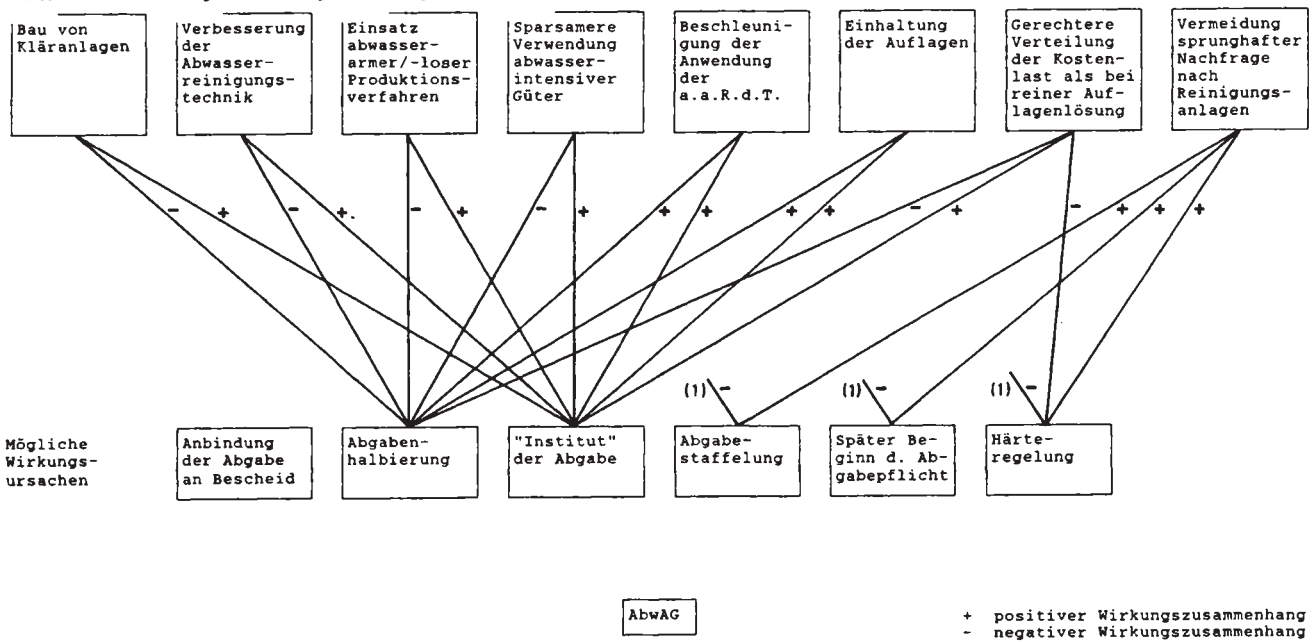 Bau von
Kläranlagen
Verbesserung
der
Abwasser-
reinigungs-
technik
Einsatz
abwasser-
armer/-loser
Produktions-
verfahren
Sparsamere
Verwendung
abwasser-
intensiver
Güter
Beschleuni-
gung der
Anwendung
der
a.a.R.d.T.
Einhaltung
der Auflagen
Gerechtere
Verteilung
der Kosten-
last als bei
reiner Auf-
lagenlösung
Vermeidung
sprunghafter
Nachfrage
nach
Reinigungs-
anlagen
- + - +. - + - + + + + + - + - + + +
(1) - (1) - (1) -
Mögliche
Wirkungs-
ursachen
Anbindung
der Abgabe
an Bescheid
Abgaben-
halbierung
"Institut"
der Abgabe
Abgabe-
staffelung
Später Be-
ginn d. Ab-
gabepflicht
Härte-
regelung
AbwAG
+ positiver Wirkungszusammenhang
- negativer Wirkungszusammenhang